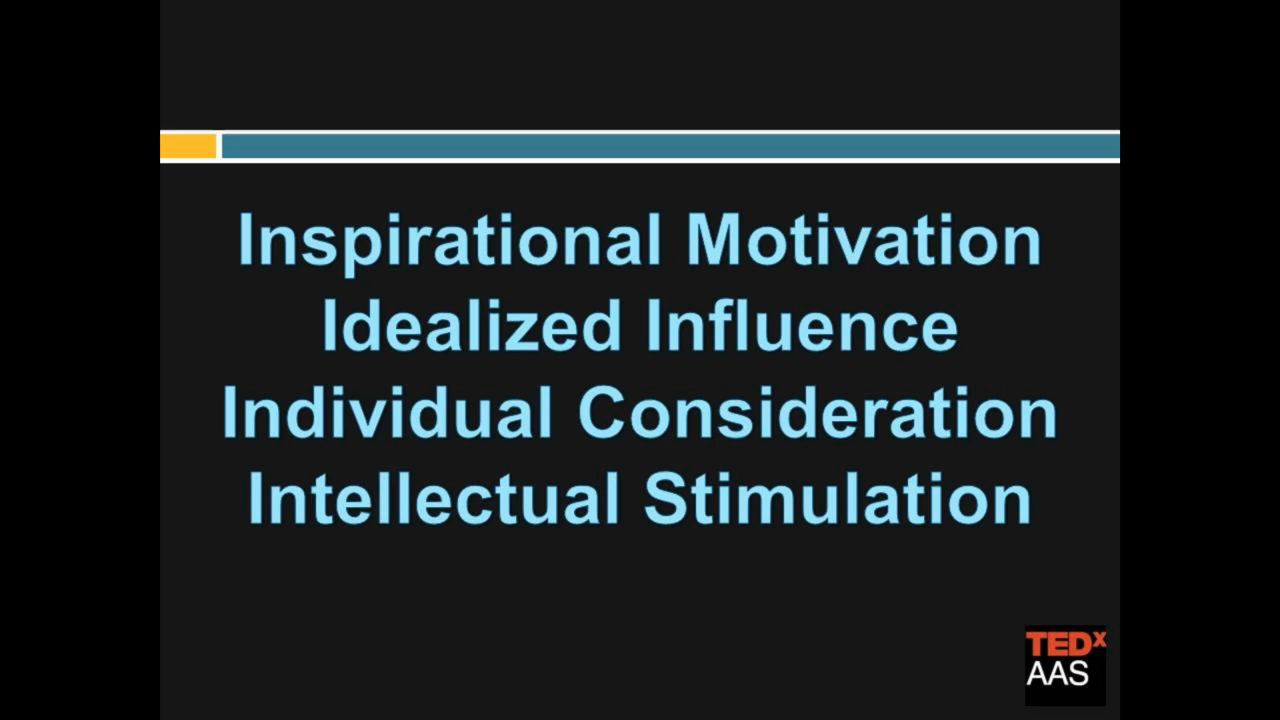 Inspirational Motivation
Idealized Influence
Individual Consideration
Intellectual Stimulation
TEDx
AAS